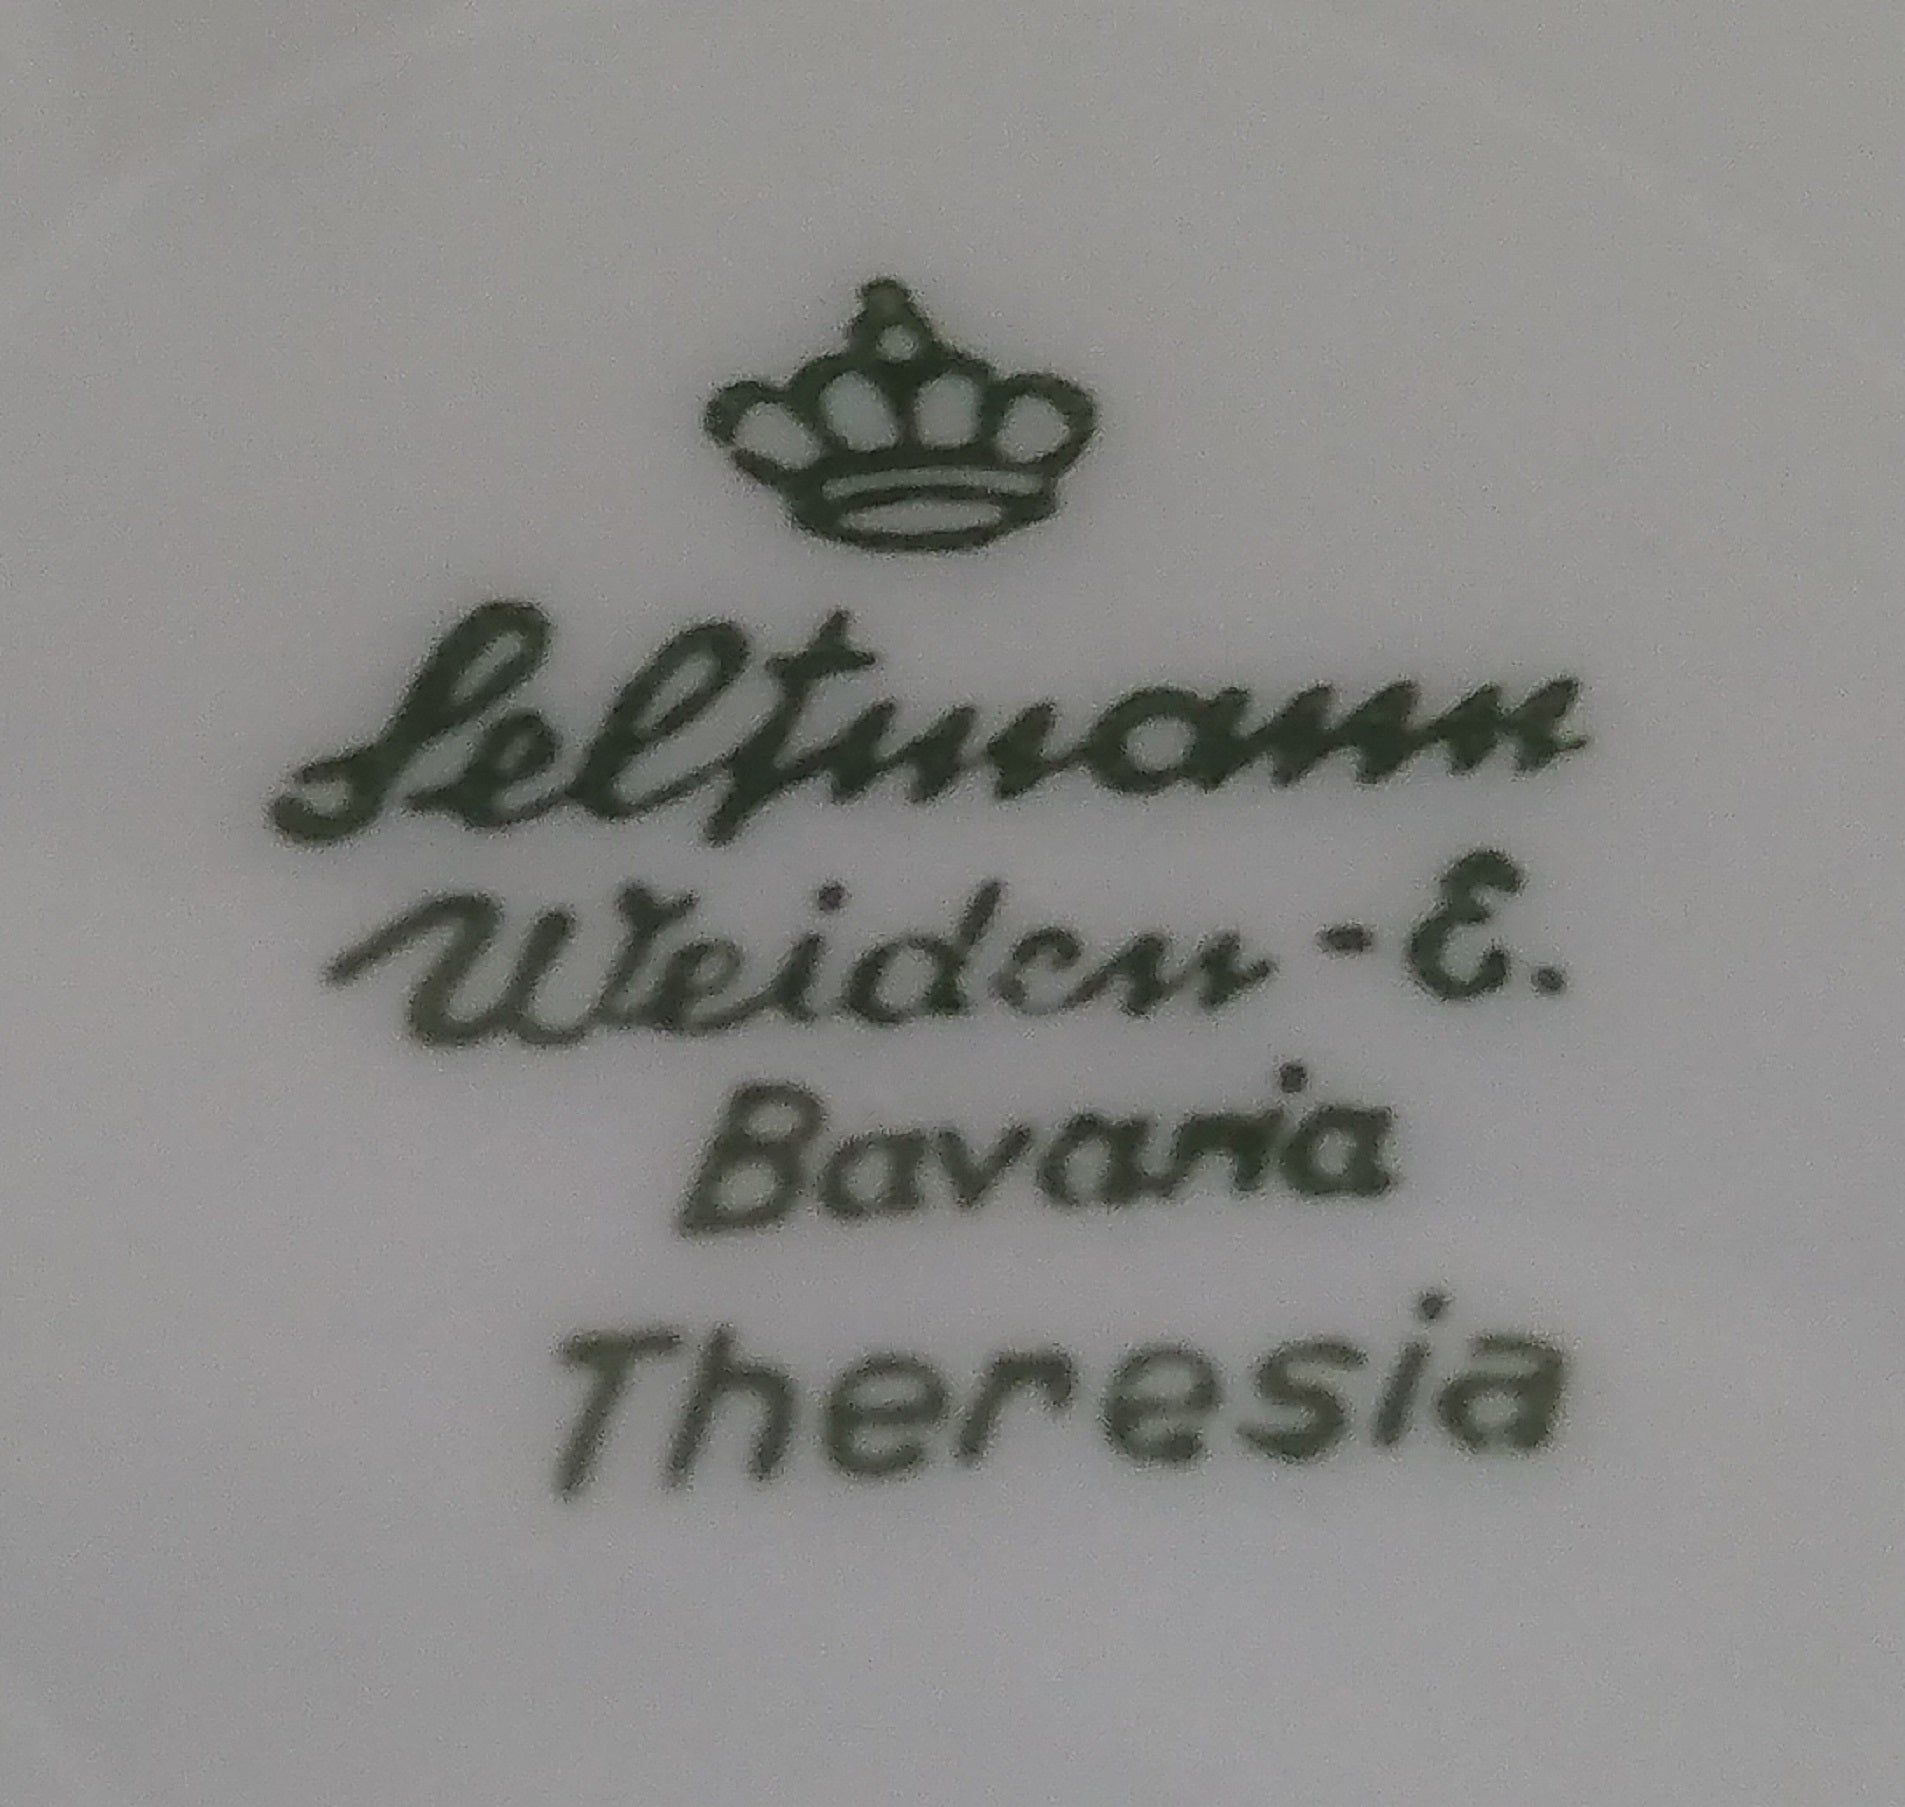 Seltmann
Weiden - E.
Bavaria
Theresia